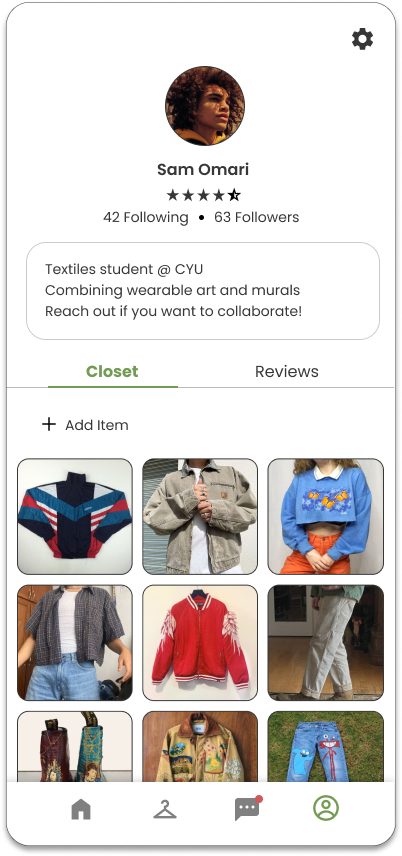 Sam Omari
42 Following • 63 Followers
Textiles student @ CYU
Combining wearable art and murals
Reach out if you want to collaborate!
Closet Reviews
+ Add Item